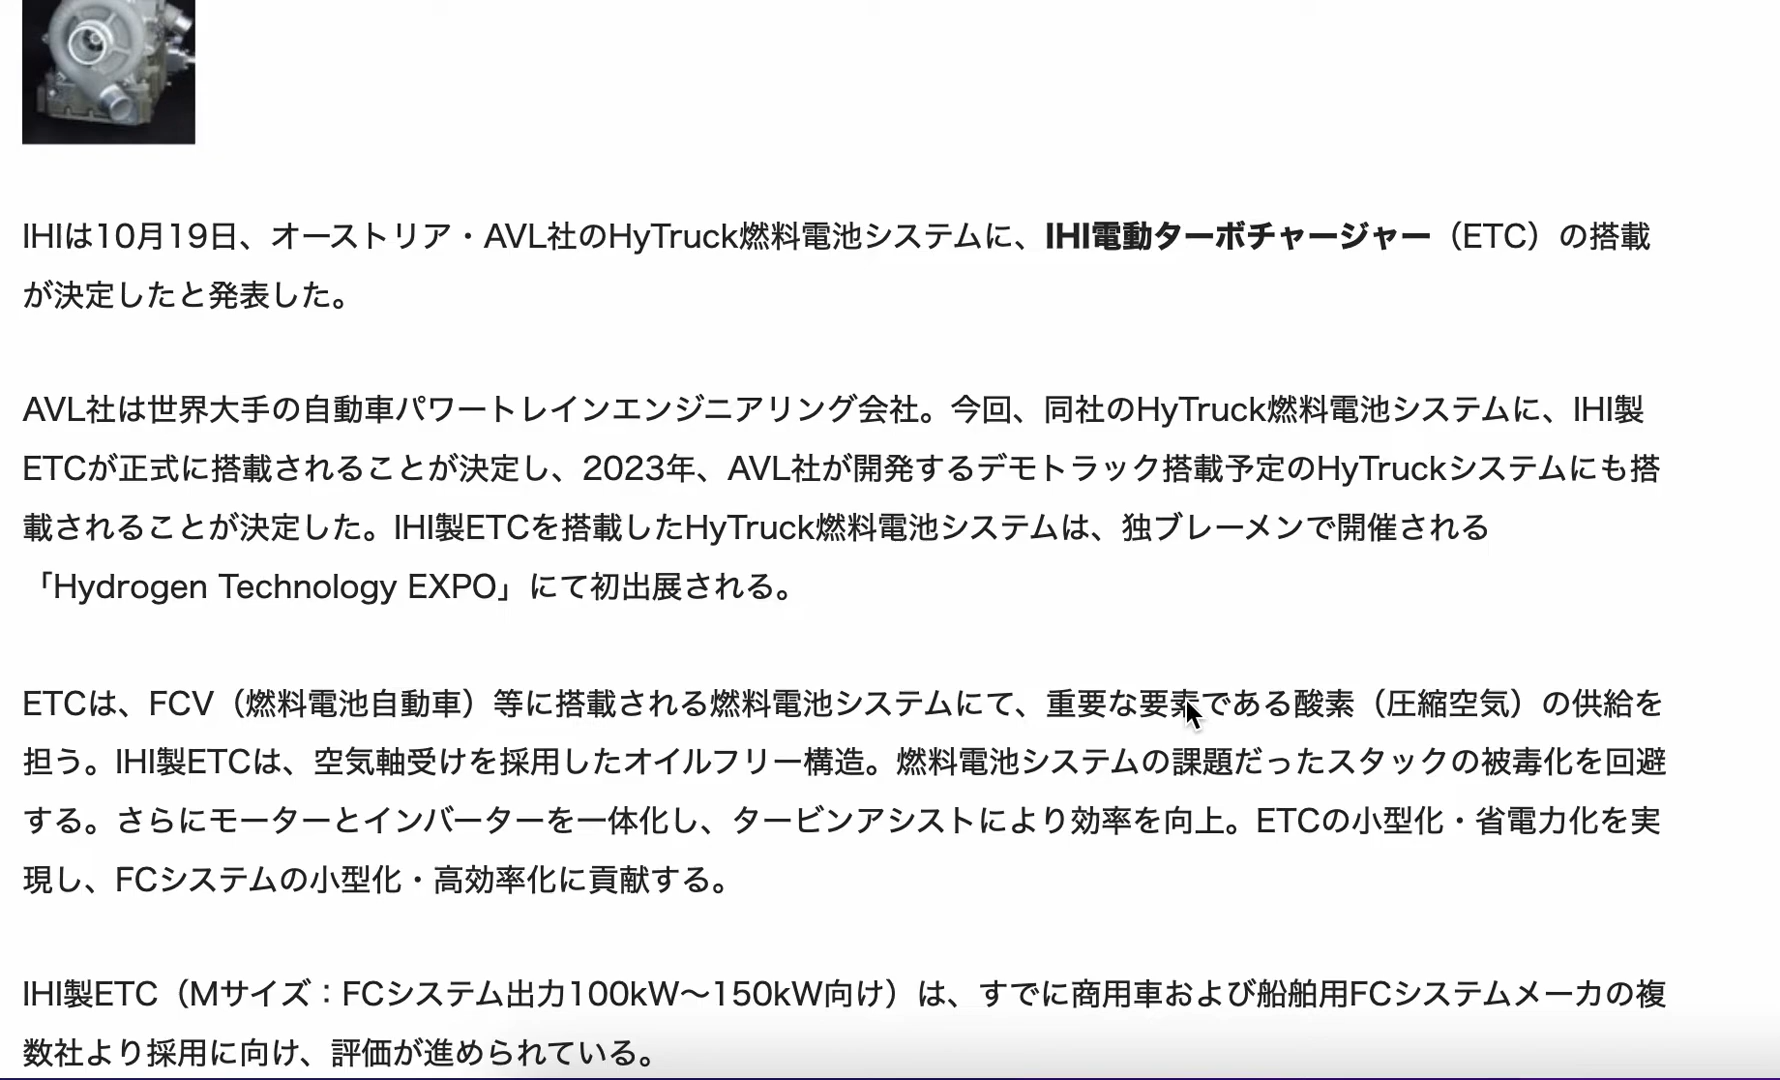 IHIは10月19日、オーストリア・AVL社のHyTruck燃料電池システムに、IHI電動ターボチャージャー（ETC）の搭載
が決定したと発表した。
AVL社は世界大手の自動車パワートレインエンジニアリング会社。今回、同社のHyTruck燃料電池システムに、IHI製
ETCが正式に搭載されることが決定し、2023年、AVL社が開発するデモトラック搭載予定のHyTruckシステムにも搭
載されることが決定した。IHI製ETCを搭載したHyTruck燃料電池システムは、独ブレーメンで開催される
「Hydrogen Technology EXPO」にて初出展される。
ETCは、FCV（燃料電池自動車）等に搭載される燃料電池システムにて、重要な要素である酸素（圧縮空気）の供給を
担う。IHI製ETCは、空気軸受けを採用したオイルフリー構造。燃料電池システムの課題だったスタックの被毒化を回避
する。さらにモーターとインバーターを一体化し、タービンアシストにより効率を向上。ETCの小型化・省電力化を実
現し、FCシステムの小型化・高効率化に貢献する。
IHI製ETC（Mサイズ：FCシステム出力100kW〜150kW向け）は、すでに商用車および船舶用FCシステムメーカの複
数社より採用に向け、評価が進められている。